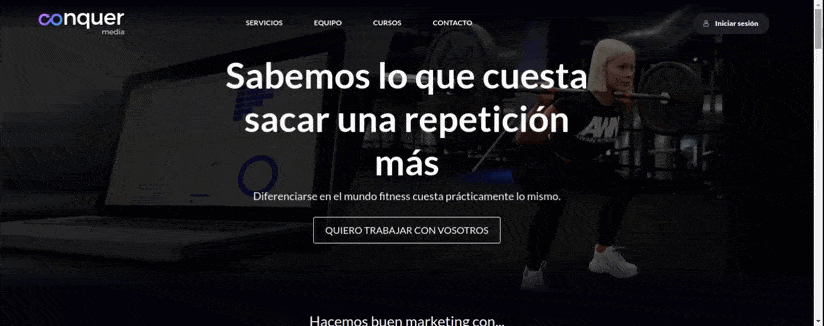 conquer
media
SERVICIOS EQUIPO CURSOS CONTACTO
Iniciar sesión
Sabemos lo que cuesta
sacar una repetición
más
AWN
Diferenciarse en el mundo fitness cuesta prácticamente lo mismo.
QUIERO TRABAJAR CON VOSOTROS
Hacemos buen marketing con...